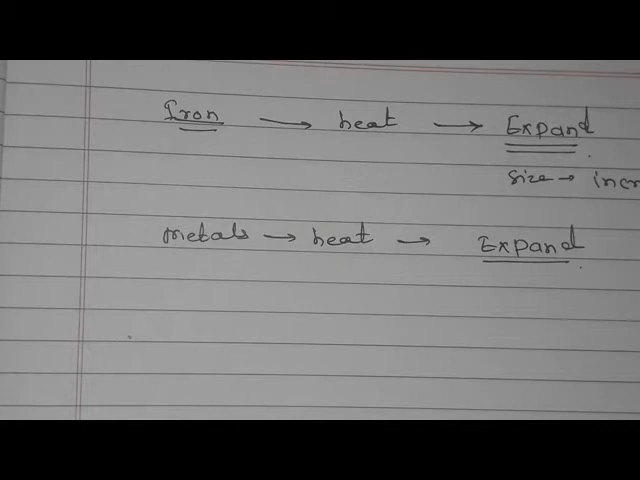 Iron → heat → Expand.
size → incr
metals → heat → Expand.